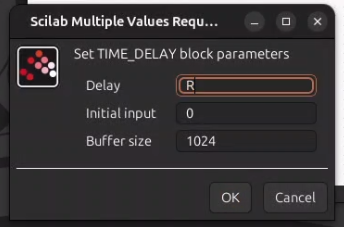 Scilab Multiple Values Requ...
Set TIME_DELAY block parameters
Delay R
Initial input 0
Buffer size 1024
OK Cancel